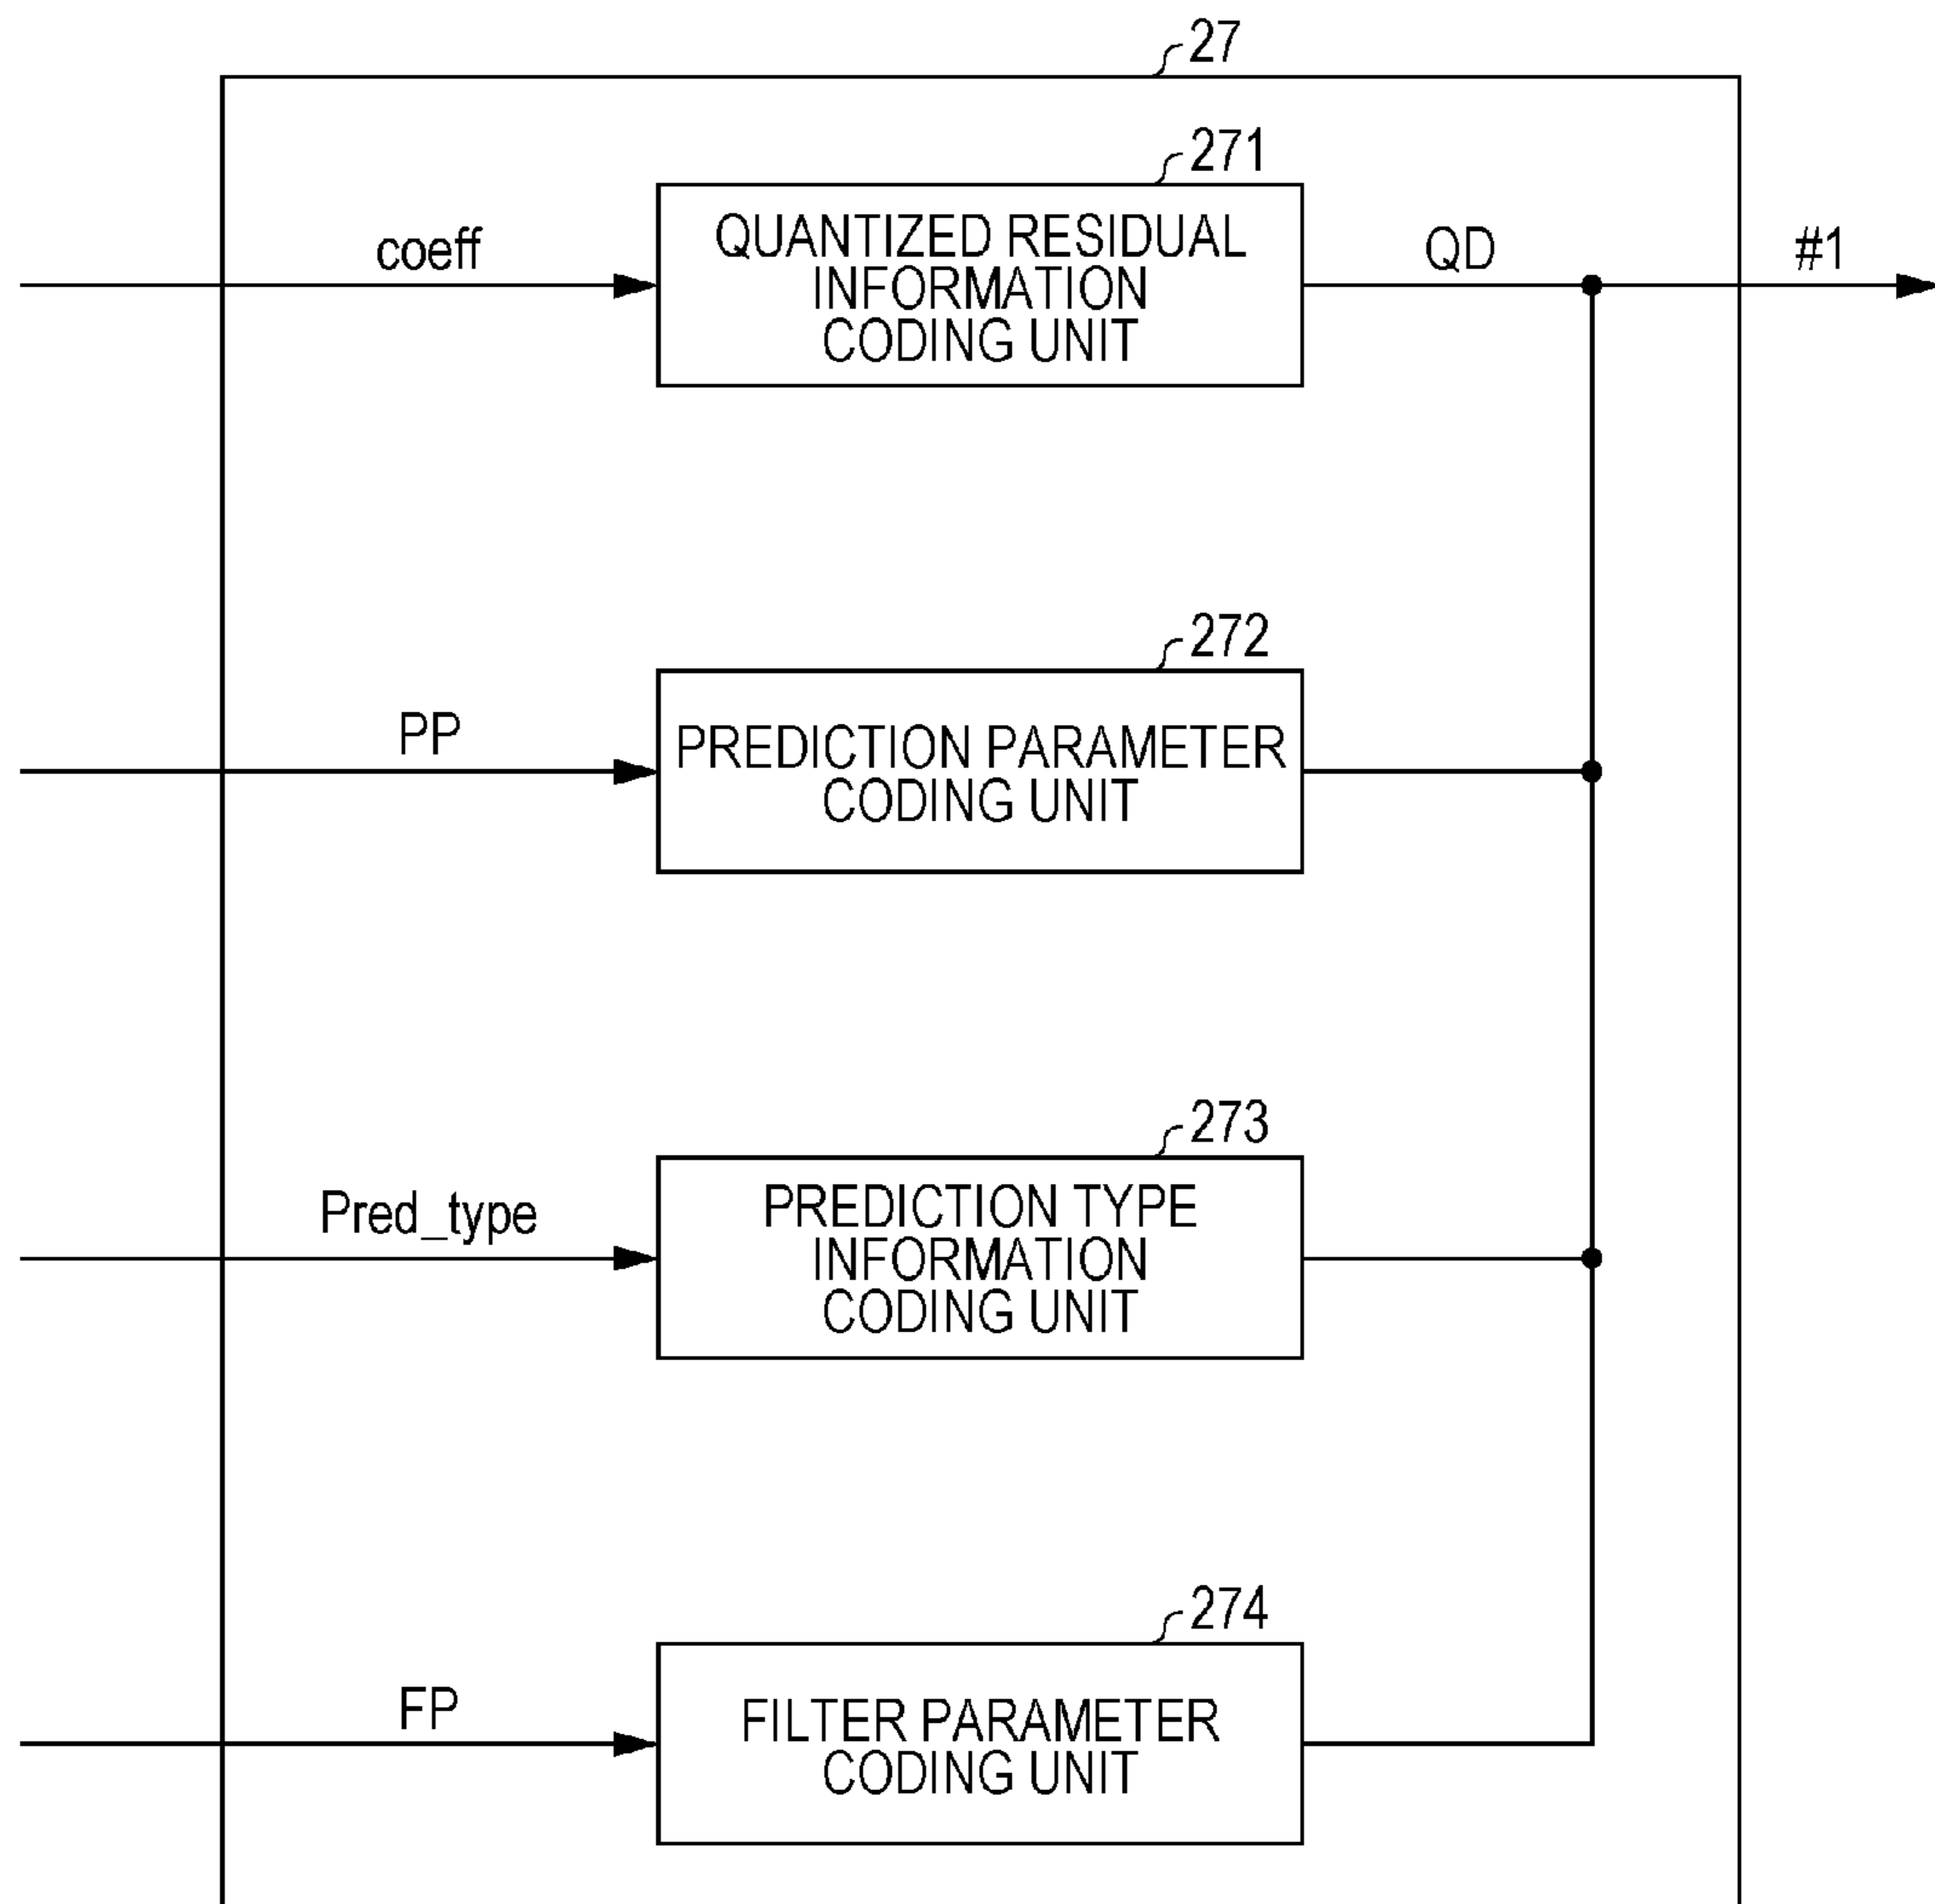 27
271
coeff
QUANTIZED RESIDUAL
INFORMATION
CODING UNIT
QD
#1
272
PP
PREDICTION PARAMETER
CODING UNIT
273
Pred_type
PREDICTION TYPE
INFORMATION
CODING UNIT
274
FP
FILTER PARAMETER
CODING UNIT